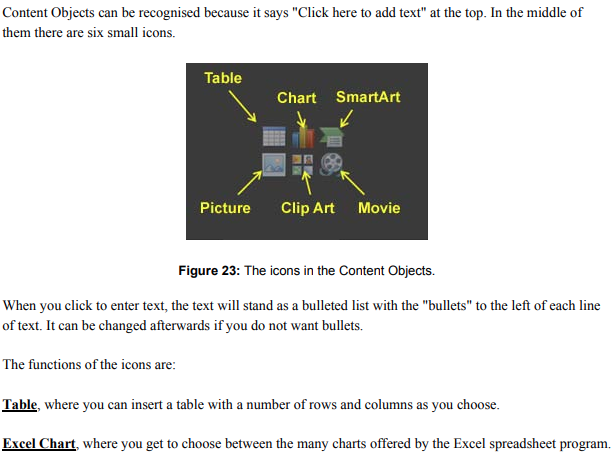 Content Objects can be recognised because it says "Click here to add text" at the top. In the middle of
them there are six small icons.
Table
Chart SmartArt
Picture Clip Art Movie
Figure 23: The icons in the Content Objects.
When you click to enter text, the text will stand as a bulleted list with the "bullets" to the left of each line
of text. It can be changed afterwards if you do not want bullets.
The functions of the icons are:
Table, where you can insert a table with a number of rows and columns as you choose.
Excel Chart, where you get to choose between the many charts offered by the Excel spreadsheet program.